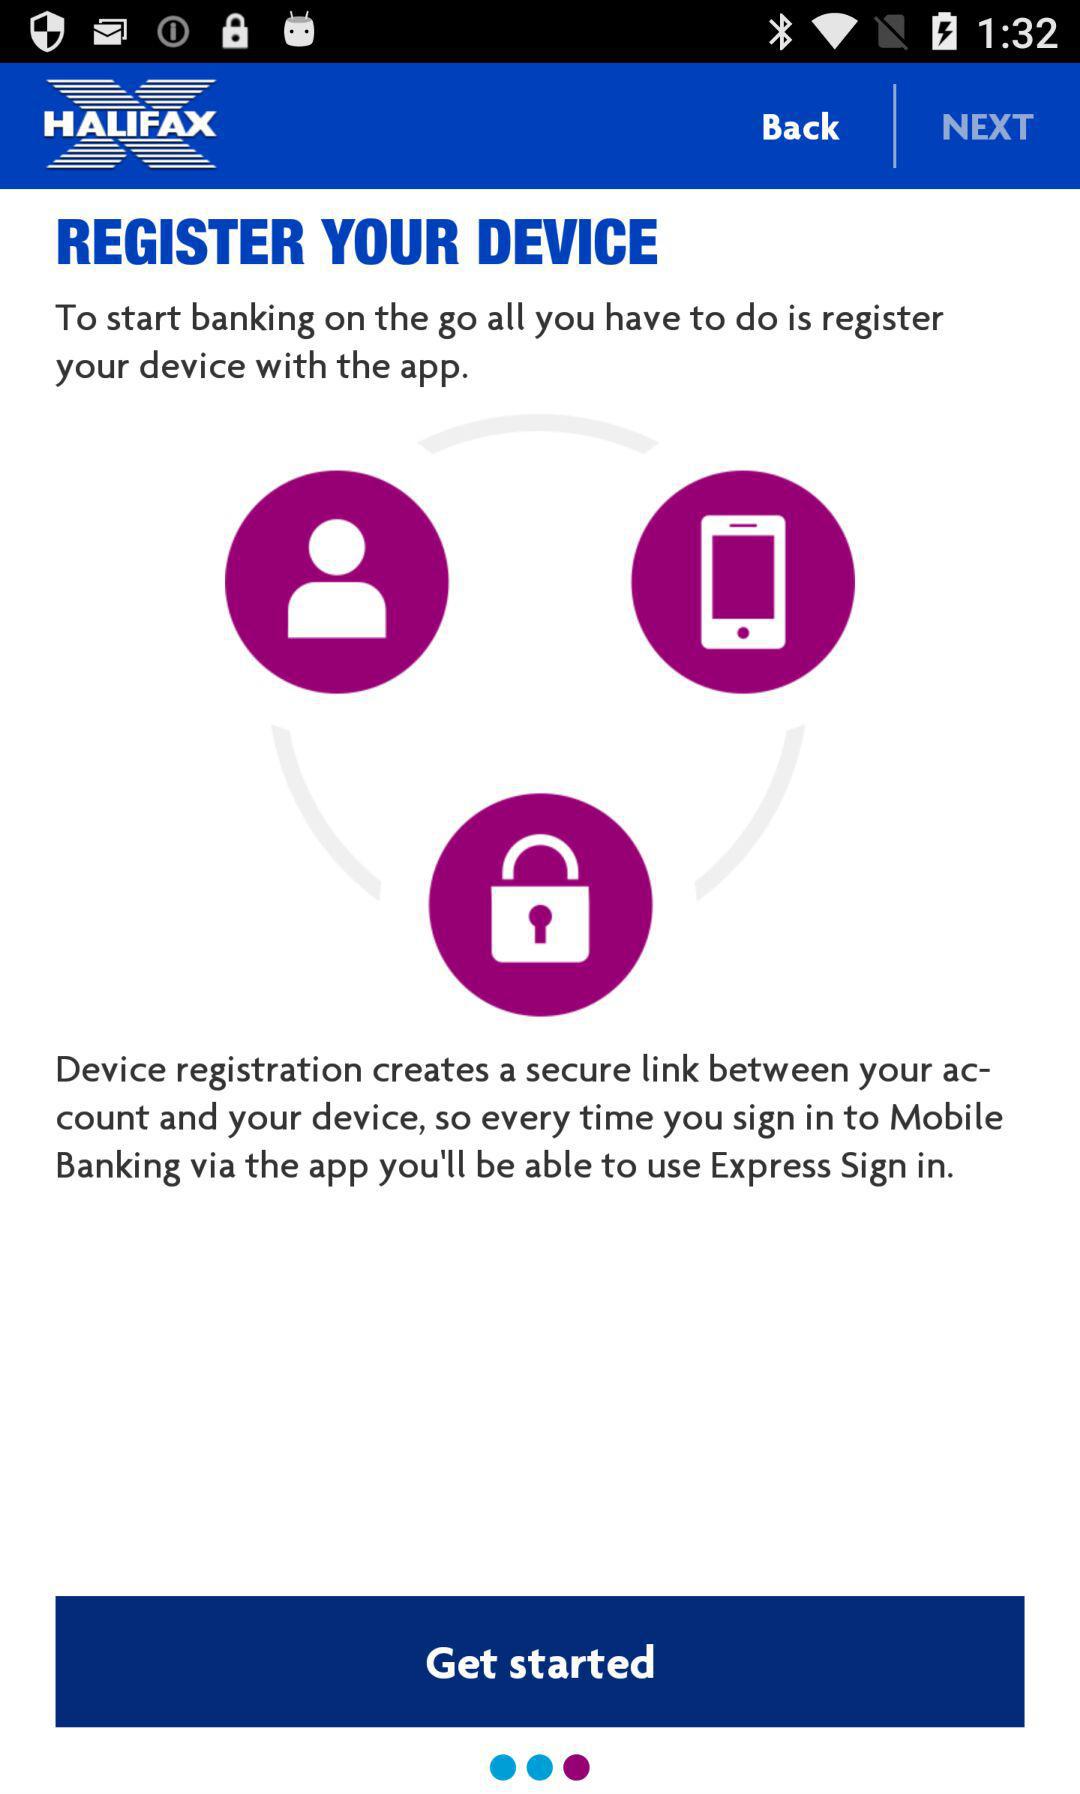 1:32
HALIFAX
Back
NEXT
REGISTER YOUR DEVICE
To start banking on the go all you have to do is register
your device with the app.
Device registration creates a secure link between your ac-
count and your device, so every time you sign in to Mobile
Banking via the app you'll be able to use Express Sign in.
Get started